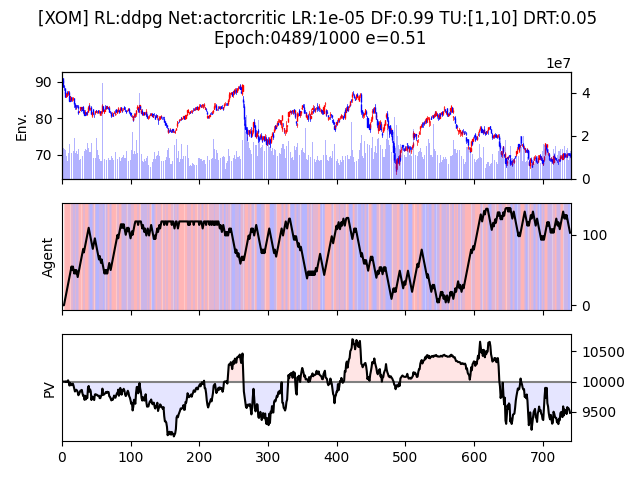 [XOM] RL:ddpg Net:actorcritic LR:1e-05 DF:0.99 TU:[1,10] DRT:0.05
Epoch:0489/1000 e=0.51
1e7
90
80
70
Env.
4
2
0
Agent
100
0
PV
10500
10000
9500
0 100 200 300 400 500 600 700